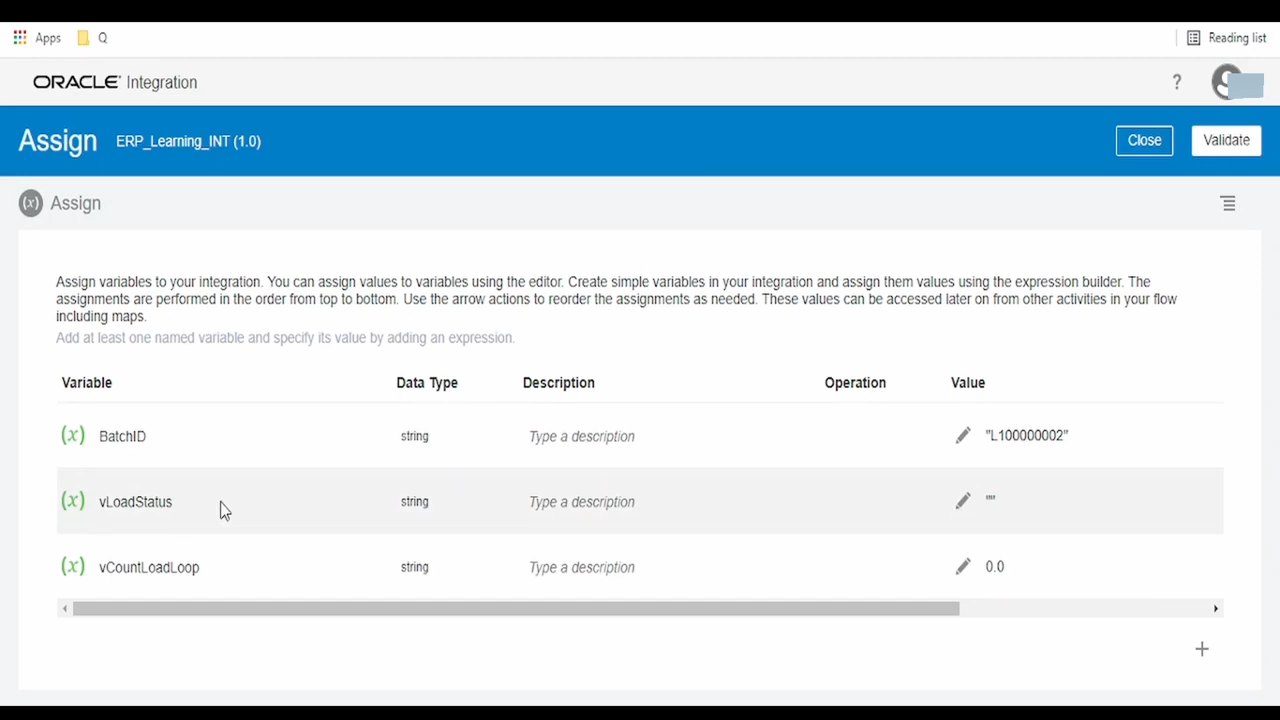 Apps Q Reading list
ORACLE Integration ?
Assign ERP_Learning_INT (1.0) Close Validate
(x) Assign
Assign variables to your integration. You can assign values to variables using the editor. Create simple variables in your integration and assign them values using the expression builder. The
assignments are performed in the order from top to bottom. Use the arrow actions to reorder the assignments as needed. These values can be accessed later on from other activities in your flow
including maps.
Add at least one named variable and specify its value by adding an expression.
Variable Data Type Description Operation Value
(x) BatchID string Type a description "L100000002"
(x) vLoadStatus string Type a description ""
(x) vCountLoadLoop string Type a description 0.0